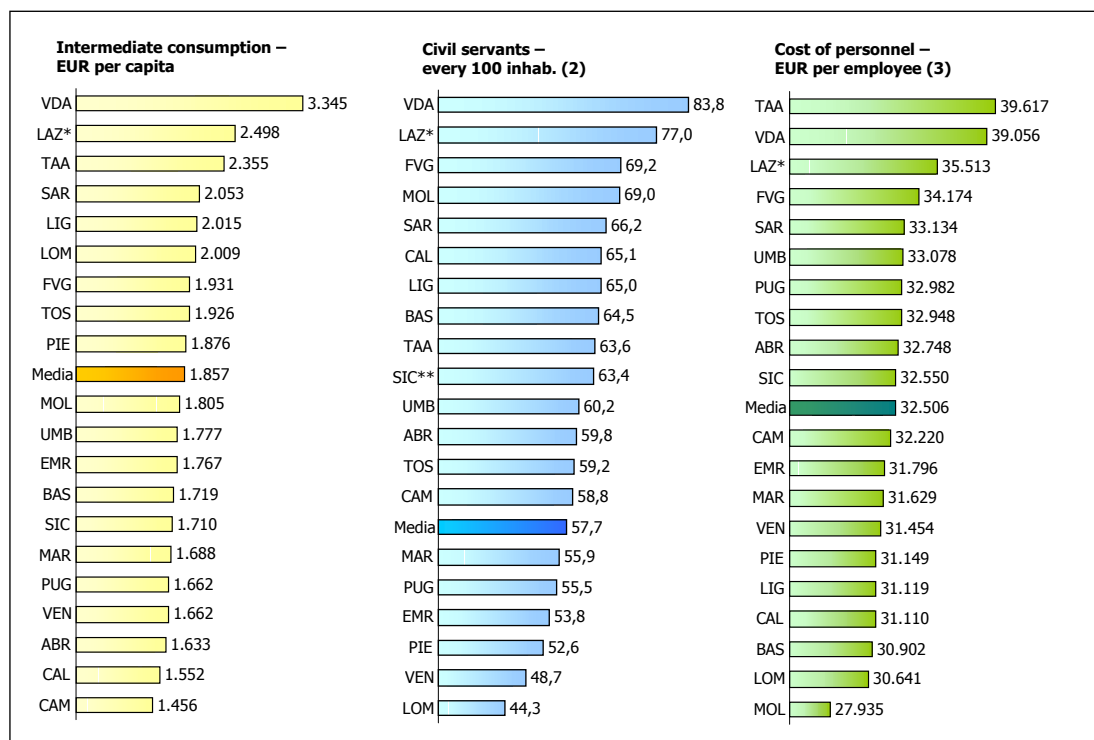 Intermediate consumption –
EUR per capita
VDA 3.345
LAZ* 2.498
TAA 2.355
SAR 2.053
LIG 2.015
LOM 2.009
FVG 1.931
TOS 1.926
PIE 1.876
Media 1.857
MOL 1.805
UMB 1.777
EMR 1.767
BAS 1.719
SIC 1.710
MAR 1.688
PUG 1.662
VEN 1.662
ABR 1.633
CAL 1.552
CAM 1.456
Civil servants –
every 100 inhab. (2)
VDA 83,8
LAZ* 77,0
FVG 69,2
MOL 69,0
SAR 66,2
CAL 65,1
LIG 65,0
BAS 64,5
TAA 63,6
SIC** 63,4
UMB 60,2
ABR 59,8
TOS 59,2
CAM 58,8
Media 57,7
MAR 55,9
PUG 55,5
EMR 53,8
PIE 52,6
VEN 48,7
LOM 44,3
Cost of personnel –
EUR per employee (3)
TAA 39.617
VDA 39.056
LAZ* 35.513
FVG 34.174
SAR 33.134
UMB 33.078
PUG 32.982
TOS 32.948
ABR 32.748
SIC 32.550
Media 32.506
CAM 32.220
EMR 31.796
MAR 31.629
VEN 31.454
PIE 31.149
LIG 31.119
CAL 31.110
BAS 30.902
LOM 30.641
MOL 27.935